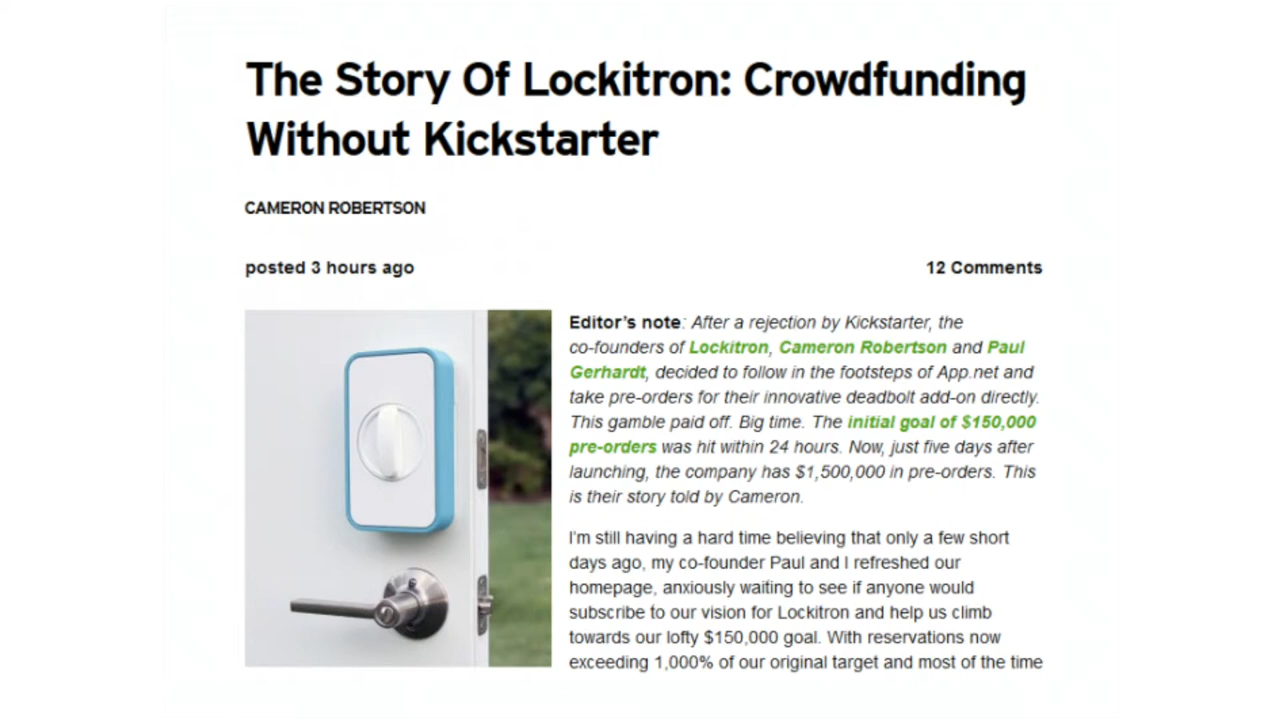 The Story Of Lockitron: Crowdfunding
Without Kickstarter
CAMERON ROBERTSON
posted 3 hours ago
12 Comments
Editor's note: After a rejection by Kickstarter, the
co-founders of Lockitron, Cameron Robertson and Paul
Gerhardt, decided to follow in the footsteps of App.net and
take pre-orders for their innovative deadbolt add-on directly.
This gamble paid off. Big time. The initial goal of $150,000
pre-orders was hit within 24 hours. Now, just five days after
launching, the company has $1,500,000 in pre-orders. This
is their story told by Cameron.
I'm still having a hard time believing that only a few short
days ago, my co-founder Paul and I refreshed our
homepage, anxiously waiting to see if anyone would
subscribe to our vision for Lockitron and help us climb
towards our lofty $150,000 goal. With reservations now
exceeding 1,000% of our original target and most of the time